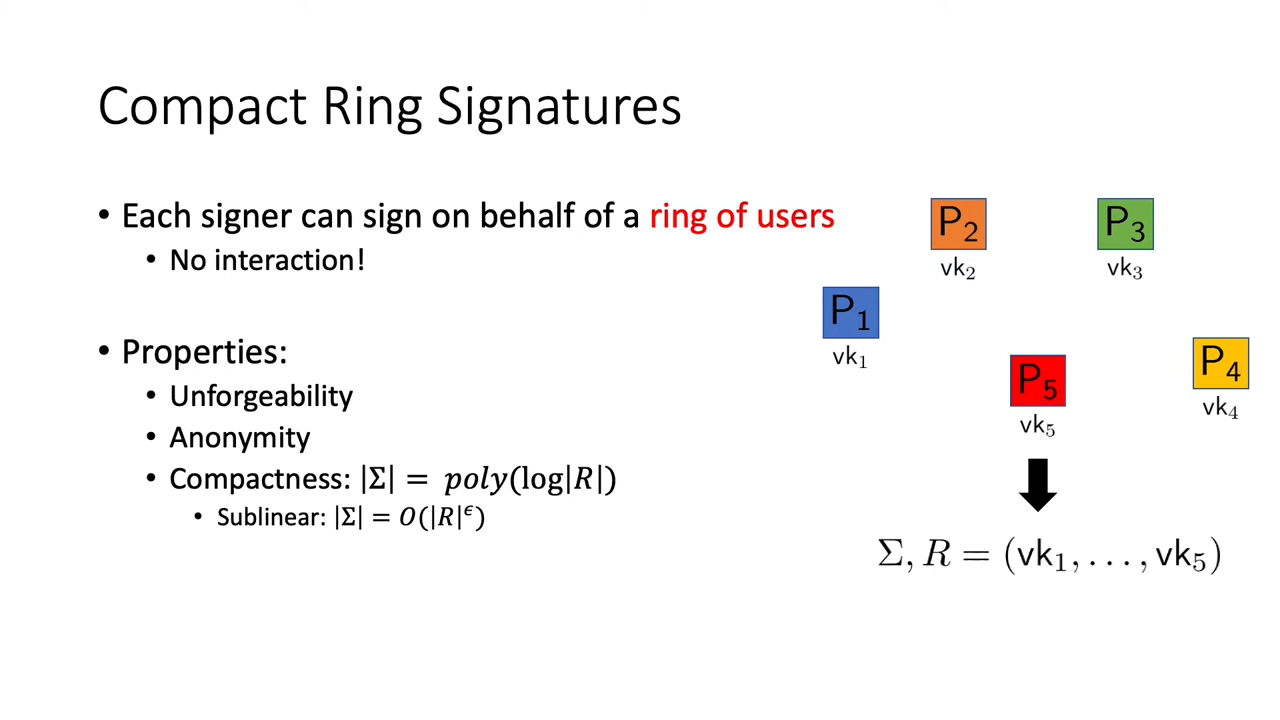 Compact Ring Signatures
• Each signer can sign on behalf of a ring of users
• No interaction!
• Properties:
• Unforgeability
• Anonymity
• Compactness: |Σ| = poly(log|R|)
• Sublinear: |Σ| = O(|R|^ϵ)
P₂
vk₂
P₃
vk₃
P₁
vk₁
P₅
vk₅
P₄
vk₄
Σ, R = (vk₁, . . . , vk₅)